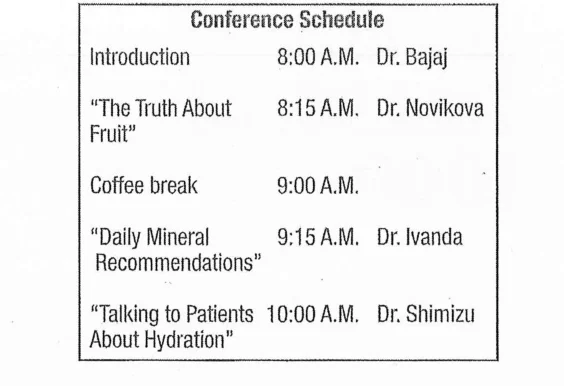 Conference Schedule
Introduction 8:00 A.M. Dr. Bajaj
“The Truth About 8:15 A.M. Dr. Novikova
Fruit”
Coffee break 9:00 A.M.
“Daily Mineral 9:15 A.M. Dr. Ivanda
Recommendations”
“Talking to Patients 10:00 A.M. Dr. Shimizu
About Hydration”